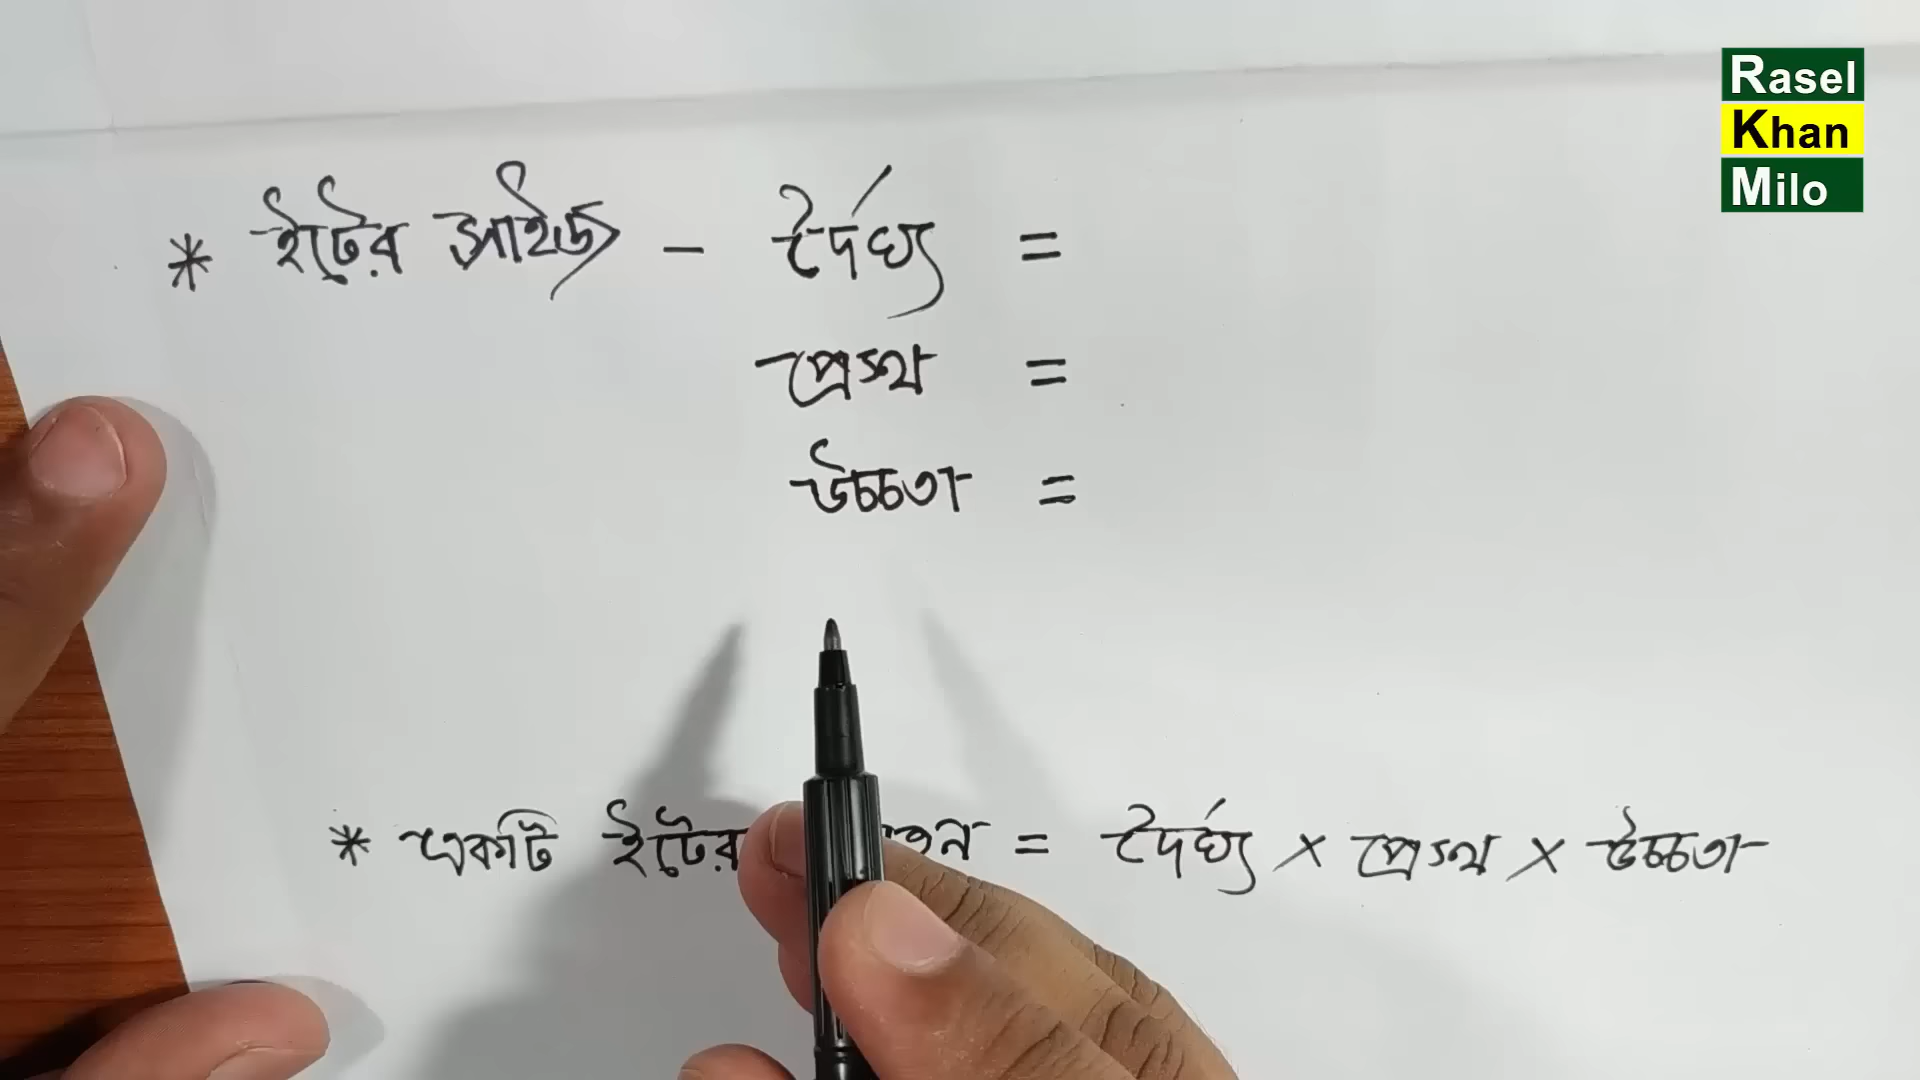 * ইটের সাইজ - দৈর্ঘ্য =
প্রস্থ =
উচ্চতা =
* একটি ইটের = দৈর্ঘ্য × প্রস্থ × উচ্চতা
Rasel
Khan
Milo